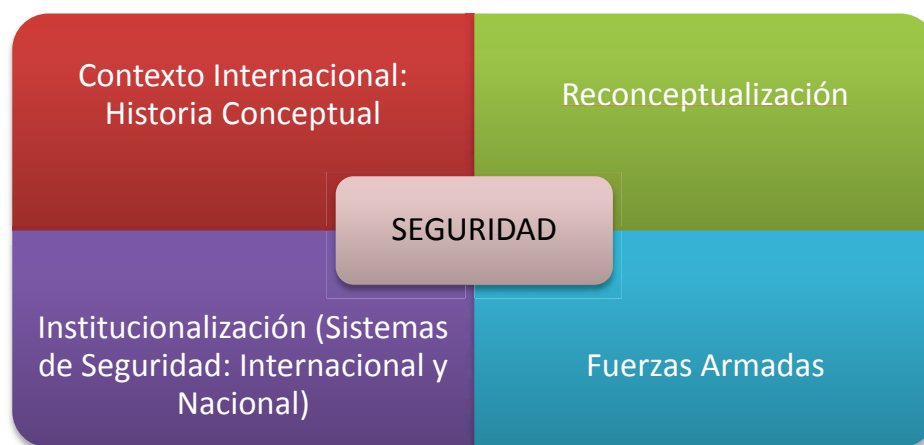 Contexto Internacional:
Historia Conceptual
Reconceptualización
SEGURIDAD
Institucionalización (Sistemas
de Seguridad: Internacional y
Nacional)
Fuerzas Armadas